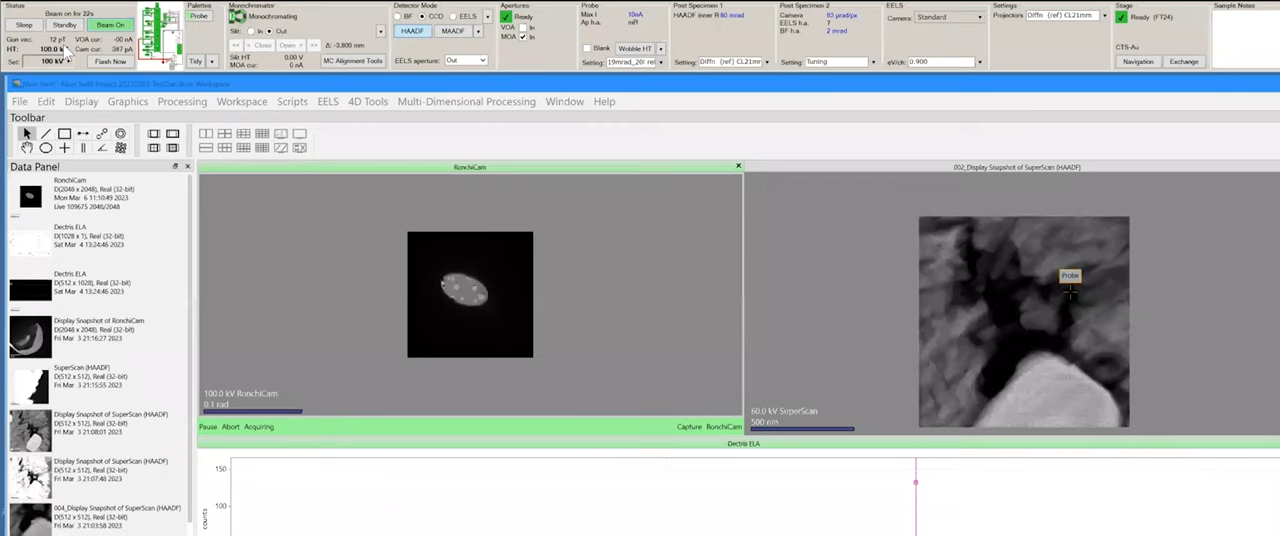 Status
Beam on for 22s
Sleep Standby Beam On
Gun vac: 12 pT VOA cur: -00 nA
HT: 100.0 k Cam cur: 387 pA
Set: 100 kV Flash Now
Palettes
Probe
Tidy
Monochromator
Monochromating
Slit: In Out
<< < Close Open > >> Δ: -3.800 mm
Slit HT 0.00 V
MOA cur: 0.00 nA MC Alignment Tools
Detector Mode
BF CCD EELS
HAADF MAADF
EELS aperture: Out
Apertures
Ready
VOA In
MOA In
Probe
Max I 10nA
Ap h.a. mR
Blank Wobble HT
Setting:
Post Specimen 1
HAADF inner R 80 mrad
Setting: Diffn (ref) CL21mr
Post Specimen 2
Camera 63 µrad/px
EELS h.a. 7 mrad
BF h.a. 2 mrad
Setting: Tuning
EELS
Camera: Standard
eV/ch: 0.900
Settings
Projectors Diffn (ref) CL21mr
Stage
Ready (FT24)
CTS-Au
Navigation Exchange
Sample Notes
File Edit Display Graphics Processing Workspace Scripts EELS 4D Tools Multi-Dimensional Processing Window Help
Toolbar
Data Panel
RonchiCam
D(2048 x 2048), Real (32-bit)
Mon Mar 6 11:10:49 2023
Live 109675 2048/2048
Dectris ELA
D(1028 x 1), Real (32-bit)
Sat Mar 4 13:24:46 2023
Dectris ELA
D(512 x 1028), Real (32-bit)
Sat Mar 4 13:24:46 2023
Display Snapshot of RonchiCam
D(2048 x 2048), Real (32-bit)
Fri Mar 3 21:16:27 2023
SuperScan (HAADF)
D(512 x 512), Real (32-bit)
Fri Mar 3 21:15:55 2023
Display Snapshot of SuperScan (HAADF)
D(512 x 512), Real (32-bit)
Fri Mar 3 21:08:01 2023
Display Snapshot of SuperScan (HAADF)
D(512 x 512), Real (32-bit)
Fri Mar 3 21:07:48 2023
004_Display Snapshot of SuperScan (HAADF)
D(512 x 512), Real (32-bit)
Fri Mar 3 21:03:58 2023
RonchiCam
100.0 kV RonchiCam
0.1 rad
Pause Abort Acquiring Capture RonchiCam
002_Display Snapshot of SuperScan (HAADF)
Probe
60.0 kV SuperScan
500 nm
Dectris ELA
150
100
counts